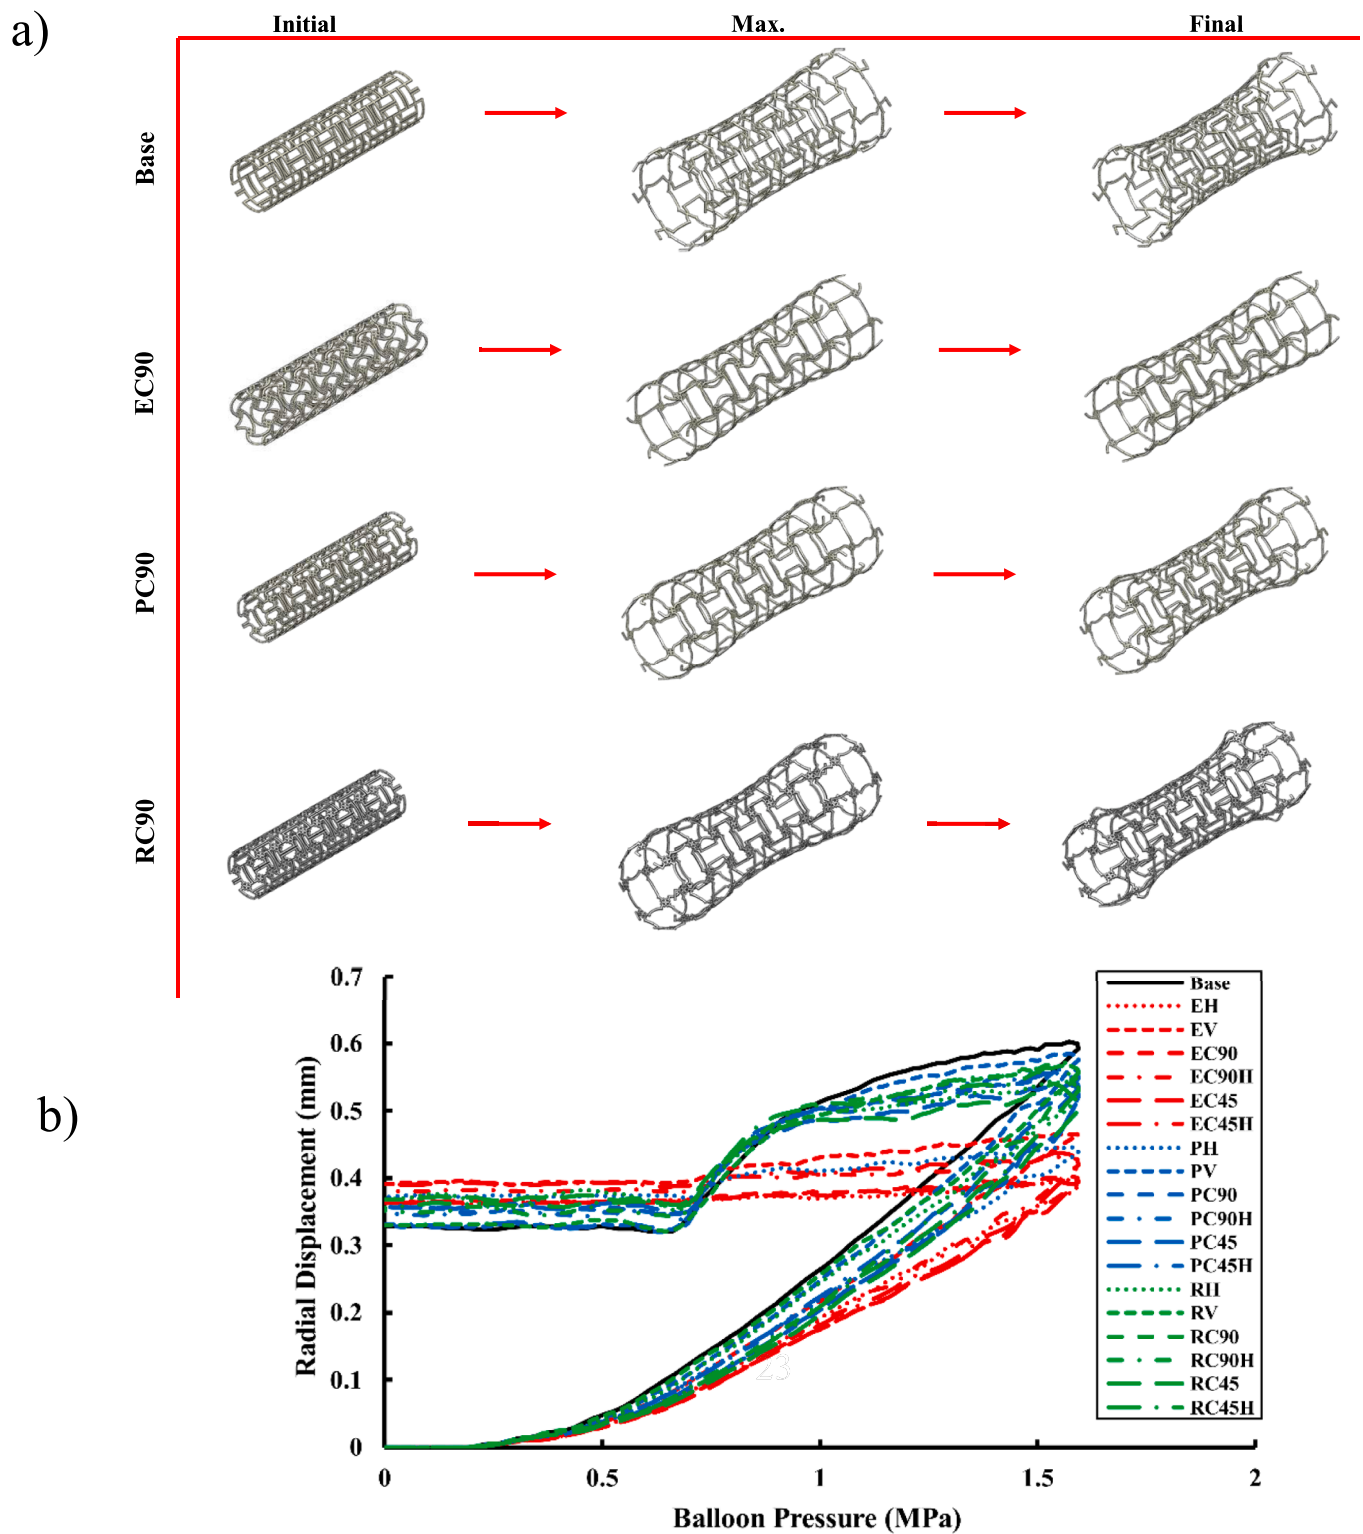 a)
Initial
Max.
Final
Base
EC90
PC90
RC90
b)
Radial Displacement (mm)
0.7
0.6
0.5
0.4
0.3
0.2
0.1
0
0
0.5
1
1.5
2
Balloon Pressure (MPa)
23
Base
EH
EV
EC90
EC90H
EC45
EC45H
PH
PV
PC90
PC90H
PC45
PC45H
RH
RV
RC90
RC90H
RC45
RC45H